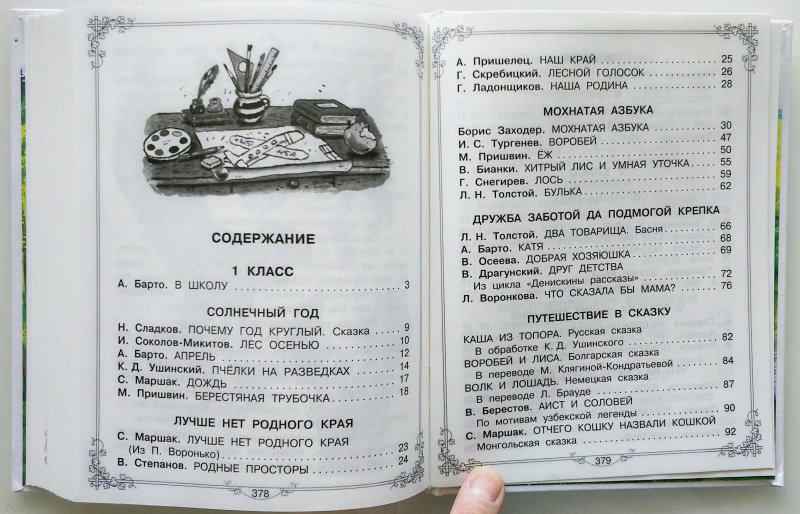 СОДЕРЖАНИЕ
1 КЛАСС
А. Барто. В ШКОЛУ ........ 3
СОЛНЕЧНЫЙ ГОД
Н. Сладков. ПОЧЕМУ ГОД КРУГЛЫЙ. Сказка ........ 9
И. Соколов-Микитов. ЛЕС ОСЕНЬЮ ........ 10
А. Барто. АПРЕЛЬ ........ 12
К. Д. Ушинский. ПЧЁЛКИ НА РАЗВЕДКАХ ........ 14
С. Маршак. ДОЖДЬ ........ 17
М. Пришвин. БЕРЕСТЯНАЯ ТРУБОЧКА ........ 18
ЛУЧШЕ НЕТ РОДНОГО КРАЯ
С. Маршак. ЛУЧШЕ НЕТ РОДНОГО КРАЯ
(Из П. Воронько) ........ 23
В. Степанов. РОДНЫЕ ПРОСТОРЫ ........ 24
378
А. Пришелец. НАШ КРАЙ ........ 25
Г. Скребицкий. ЛЕСНОЙ ГОЛОСОК ........ 26
Г. Ладонщиков. НАША РОДИНА ........ 28
МОХНАТАЯ АЗБУКА
Борис Заходер. МОХНАТАЯ АЗБУКА ........ 30
И. С. Тургенев. ВОРОБЕЙ ........ 47
М. Пришвин. ЁЖ ........ 50
В. Бианки. ХИТРЫЙ ЛИС И УМНАЯ УТОЧКА ........ 55
Г. Снегирев. ЛОСЬ ........ 59
Л. Н. Толстой. БУЛЬКА ........ 62
ДРУЖБА ЗАБОТОЙ ДА ПОДМОГОЙ КРЕПКА
Л. Н. Толстой. ДВА ТОВАРИЩА. Басня ........ 66
А. Барто. КАТЯ ........ 68
В. Осеева. ДОБРАЯ ХОЗЯЮШКА ........ 69
В. Драгунский. ДРУГ ДЕТСТВА
Из цикла «Денискины рассказы» ........ 72
Л. Воронкова. ЧТО СКАЗАЛА БЫ МАМА? ........ 76
ПУТЕШЕСТВИЕ В СКАЗКУ
КАША ИЗ ТОПОРА. Русская сказка
В обработке К. Д. Ушинского ........ 82
ВОРОБЕЙ И ЛИСА. Болгарская сказка
В переводе М. Клягиной-Кондратьевой ........ 84
ВОЛК И ЛОШАДЬ. Немецкая сказка
В переводе Л. Брауде ........ 87
В. Берестов. АИСТ И СОЛОВЕЙ
По мотивам узбекской легенды ........ 90
С. Маршак. ОТЧЕГО КОШКУ НАЗВАЛИ КОШКОЙ
Монгольская сказка ........ 92
379